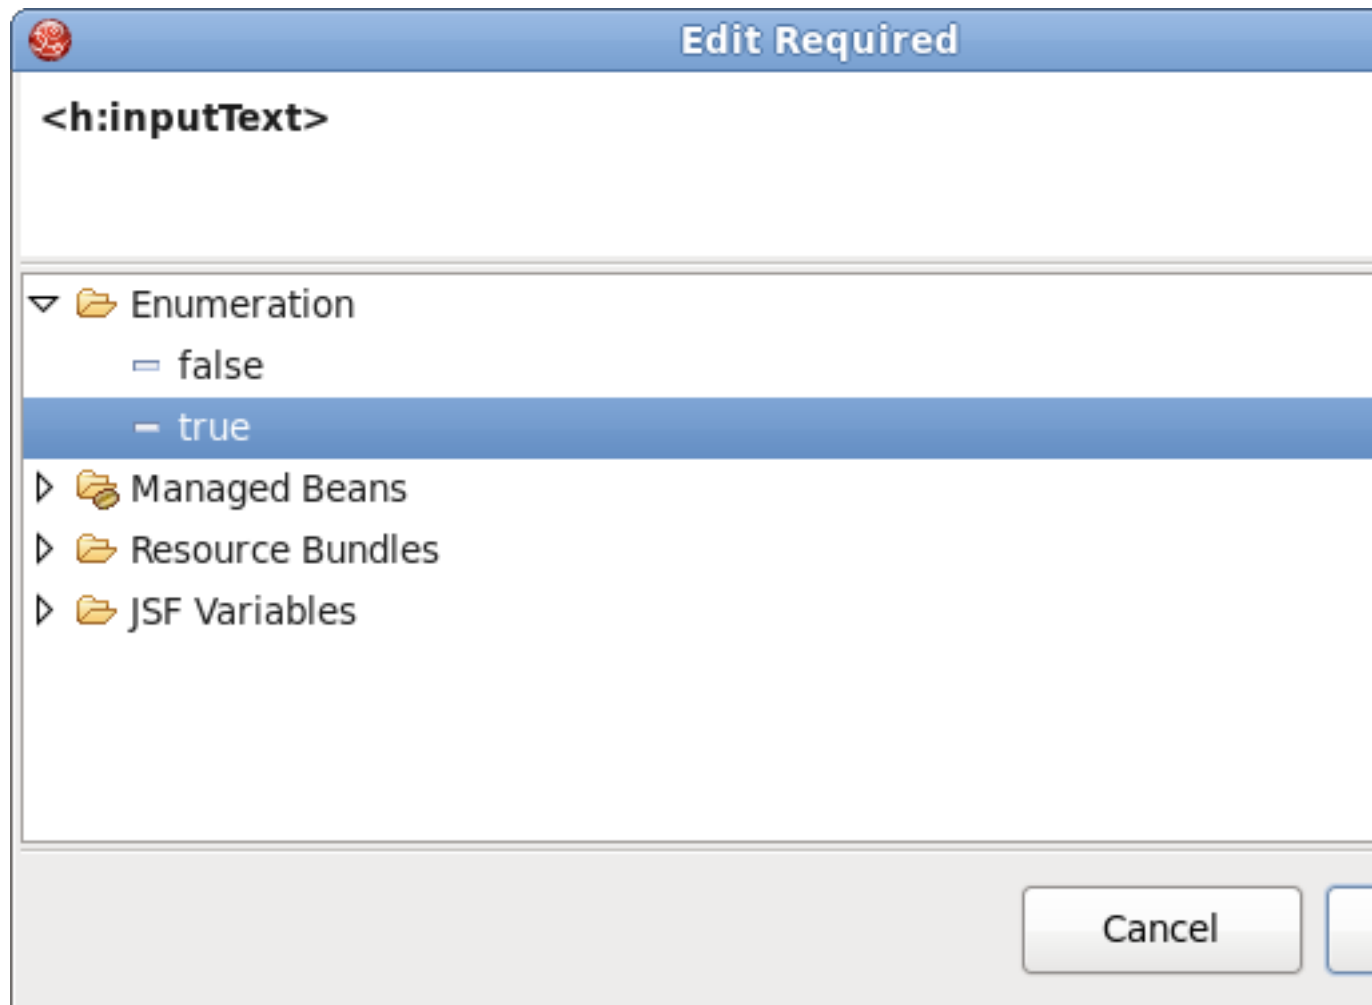 Edit Required
<h:inputText>
Enumeration
false
true
Managed Beans
Resource Bundles
JSF Variables
Cancel